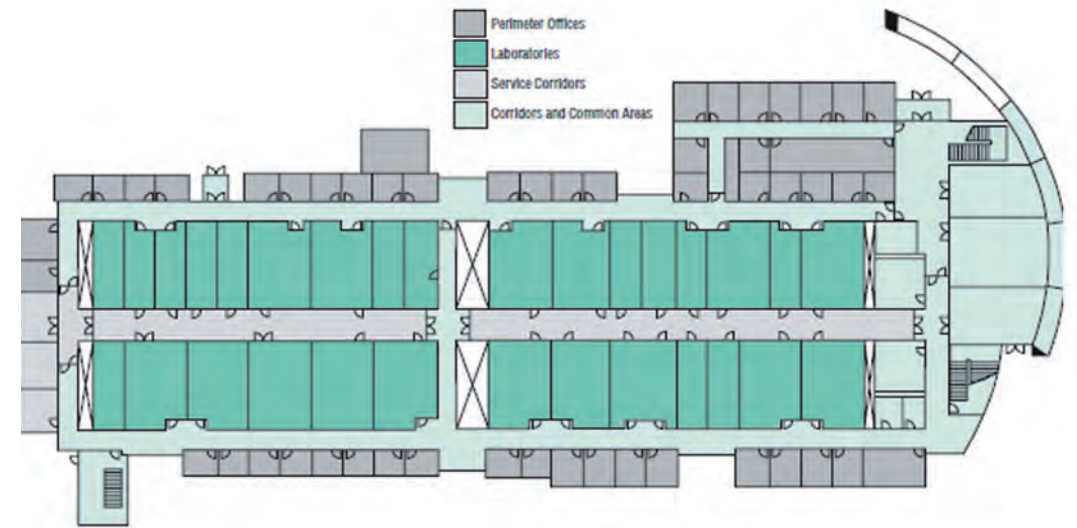 Perimeter Offices
Laboratories
Service Corridors
Corridors and Common Areas